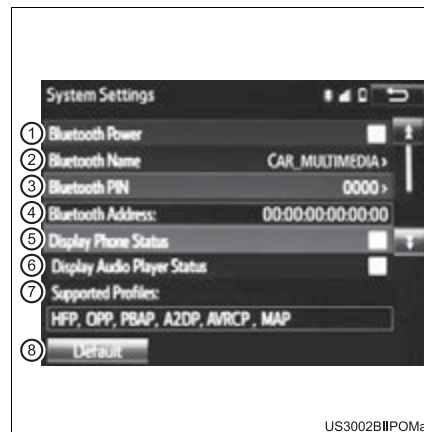 System Settings
1 Bluetooth Power
2 Bluetooth Name CAR_MULTIMEDIA >
3 Bluetooth PIN 0000 >
4 Bluetooth Address: 00:00:00:00:00:00
5 Display Phone Status
6 Display Audio Player Status
7 Supported Profiles:
HFP, OPP, PBAP, A2DP, AVRCP , MAP
8 Default
US3002BIIPOMa